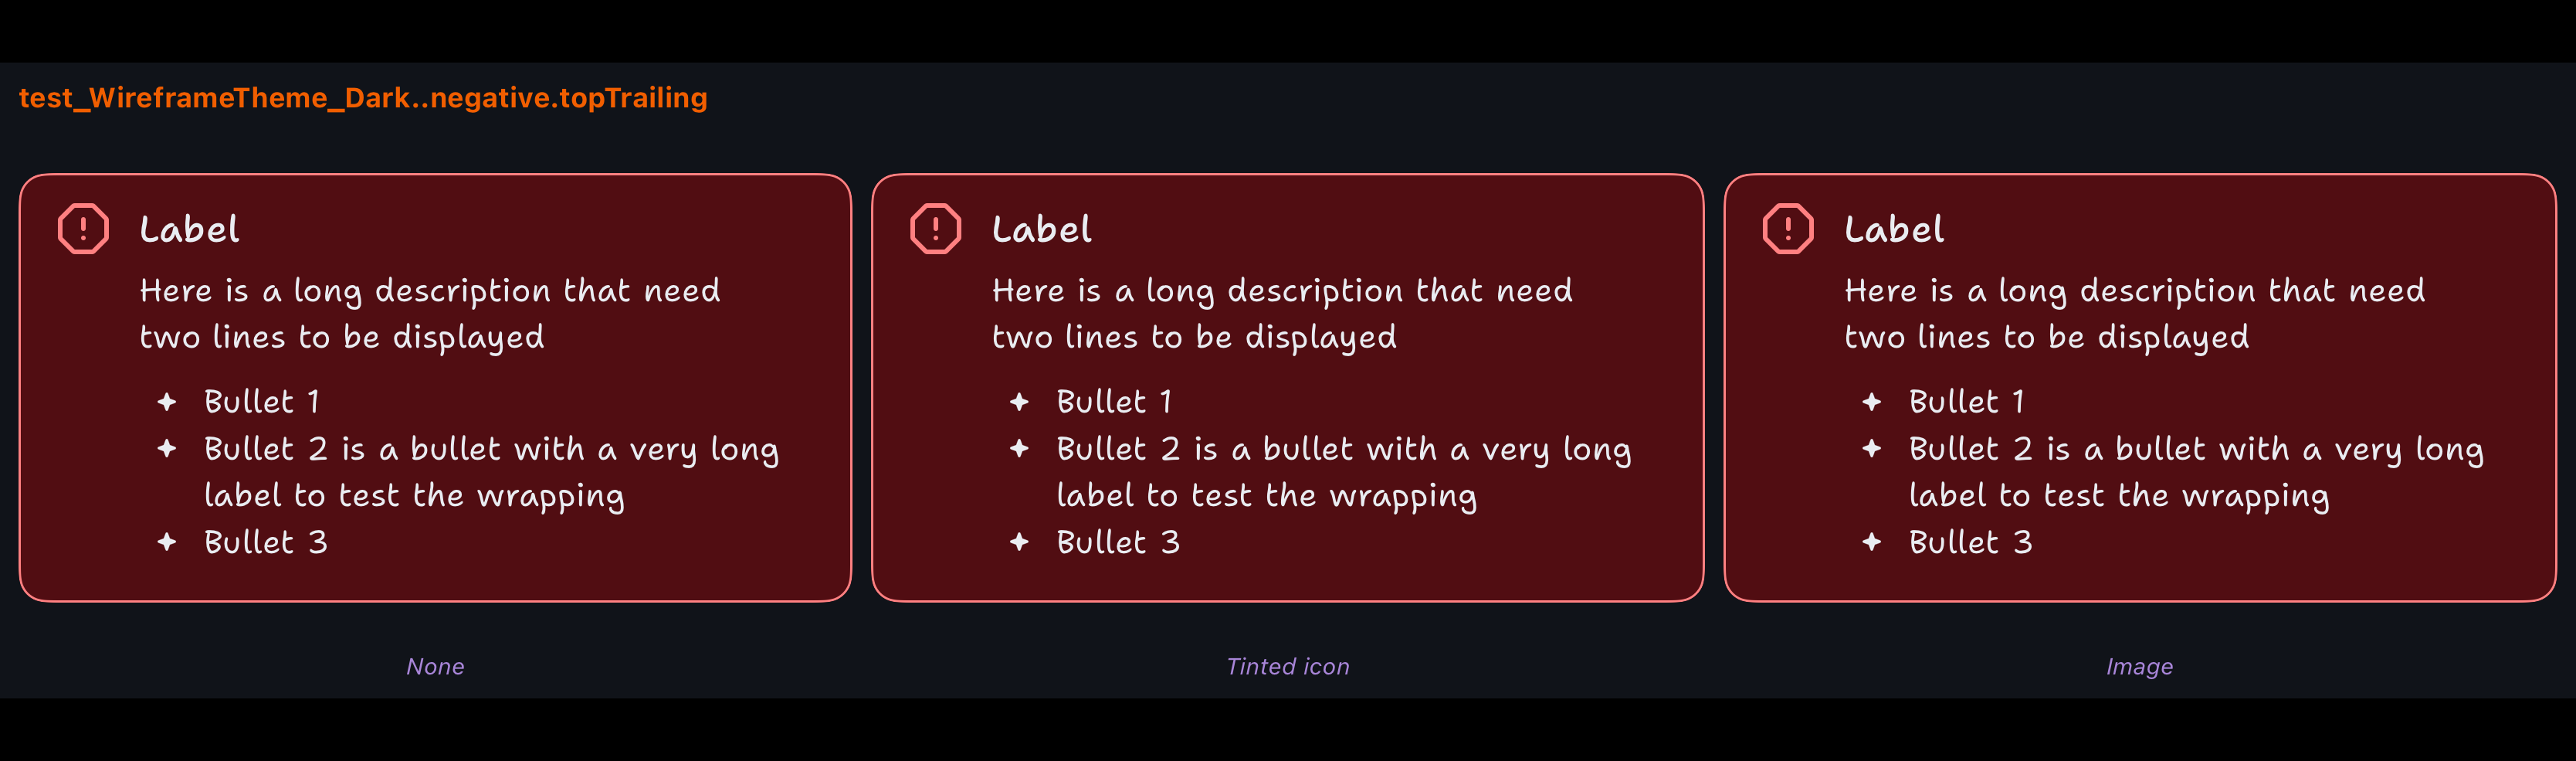 test_WireframeTheme_Dark..negative.topTrailing
Label
Here is a long description that need
two lines to be displayed
Bullet 1
Bullet 2 is a bullet with a very long
label to test the wrapping
Bullet 3
None
Label
Here is a long description that need
two lines to be displayed
Bullet 1
Bullet 2 is a bullet with a very long
label to test the wrapping
Bullet 3
Tinted icon
Label
Here is a long description that need
two lines to be displayed
Bullet 1
Bullet 2 is a bullet with a very long
label to test the wrapping
Bullet 3
Image